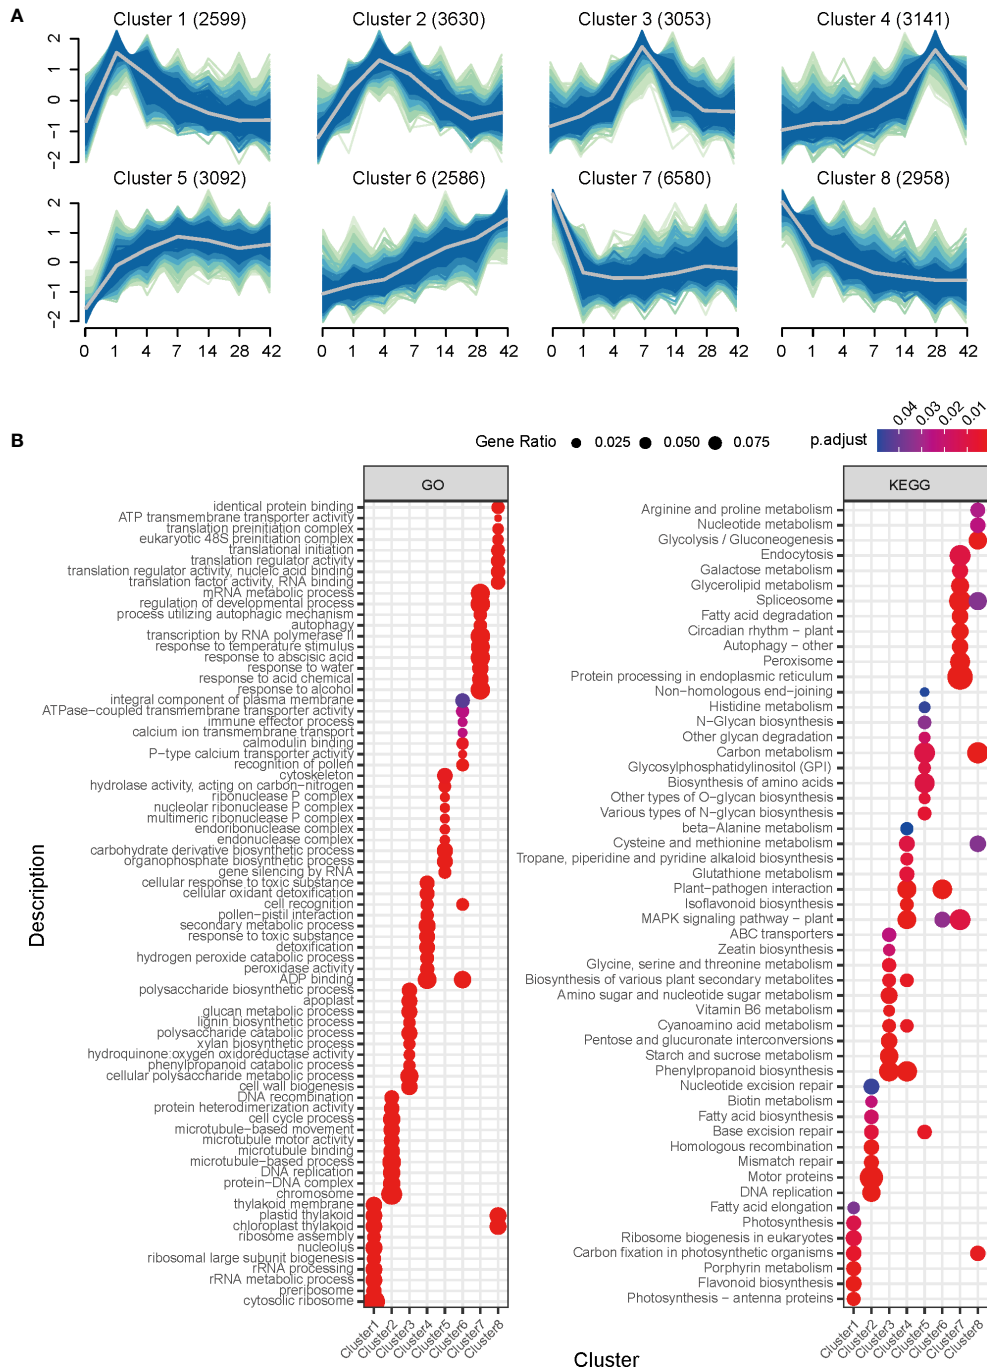 A
Cluster 1 (2599)
Cluster 2 (3630)
Cluster 3 (3053)
Cluster 4 (3141)
2
1
0
-1
-2
Cluster 5 (3092)
Cluster 6 (2586)
Cluster 7 (6580)
Cluster 8 (2958)
2
1
0
-1
-2
0 1 4 7 14 28 42
0 1 4 7 14 28 42
0 1 4 7 14 28 42
0 1 4 7 14 28 42
B
Gene Ratio 0.025 0.050 0.075
p.adjust 0.04 0.03 0.02 0.01
GO
identical protein binding
ATP transmembrane transporter activity
translation preinitiation complex
eukaryotic 48S preinitiation complex
translational initiation
translation regulator activity
translation regulator activity, nucleic acid binding
translation factor activity, RNA binding
mRNA metabolic process
regulation of developmental process
process utilizing autophagic mechanism
autophagy
transcription by RNA polymerase II
response to temperature stimulus
response to abscisic acid
response to water
response to acid chemical
response to alcohol
integral component of plasma membrane
ATPase-coupled transmembrane transporter activity
immune effector process
calcium ion transmembrane transport
calmodulin binding
P-type calcium transporter activity
recognition of pollen
cytoskeleton
hydrolase activity, acting on carbon-nitrogen
ribonuclease P complex
nucleolar ribonuclease P complex
multimeric ribonuclease P complex
endoribonuclease complex
endonuclease complex
carbohydrate derivative biosynthetic process
organophosphate biosynthetic process
gene silencing by RNA
cellular response to toxic substance
cellular oxidant detoxification
cell recognition
pollen-pistil interaction
secondary metabolic process
response to toxic substance
detoxification
hydrogen peroxide catabolic process
peroxidase activity
ADP binding
polysaccharide biosynthetic process
apoplast
glucan metabolic process
lignin biosynthetic process
polysaccharide catabolic process
xylan biosynthetic process
hydroquinone:oxygen oxidoreductase activity
phenylpropanoid catabolic process
cellular polysaccharide metabolic process
cell wall biogenesis
DNA recombination
protein heterodimerization activity
cell cycle process
microtubule-based movement
microtubule motor activity
microtubule binding
microtubule-based process
DNA replication
protein-DNA complex
chromosome
thylakoid membrane
plastid thylakoid
chloroplast thylakoid
ribosome assembly
nucleolus
ribosomal large subunit biogenesis
rRNA processing
rRNA metabolic process
preribosome
cytosolic ribosome
Description
Cluster1
Cluster2
Cluster3
Cluster4
Cluster5
Cluster6
Cluster7
Cluster8
KEGG
Arginine and proline metabolism
Nucleotide metabolism
Glycolysis / Gluconeogenesis
Endocytosis
Galactose metabolism
Glycerolipid metabolism
Spliceosome
Fatty acid degradation
Circadian rhythm - plant
Autophagy - other
Peroxisome
Protein processing in endoplasmic reticulum
Non-homologous end-joining
Histidine metabolism
N-Glycan biosynthesis
Other glycan degradation
Carbon metabolism
Glycosylphosphatidylinositol (GPI)
Biosynthesis of amino acids
Other types of O-glycan biosynthesis
Various types of N-glycan biosynthesis
beta-Alanine metabolism
Cysteine and methionine metabolism
Tropane, piperidine and pyridine alkaloid biosynthesis
Glutathione metabolism
Plant-pathogen interaction
Isoflavonoid biosynthesis
MAPK signaling pathway - plant
ABC transporters
Zeatin biosynthesis
Glycine, serine and threonine metabolism
Biosynthesis of various plant secondary metabolites
Amino sugar and nucleotide sugar metabolism
Vitamin B6 metabolism
Cyanoamino acid metabolism
Pentose and glucuronate interconversions
Starch and sucrose metabolism
Phenylpropanoid biosynthesis
Nucleotide excision repair
Biotin metabolism
Fatty acid biosynthesis
Base excision repair
Homologous recombination
Mismatch repair
Motor proteins
DNA replication
Fatty acid elongation
Photosynthesis
Ribosome biogenesis in eukaryotes
Carbon fixation in photosynthetic organisms
Porphyrin metabolism
Flavonoid biosynthesis
Photosynthesis - antenna proteins
Cluster1
Cluster2
Cluster3
Cluster4
Cluster5
Cluster6
Cluster7
Cluster8
Cluster